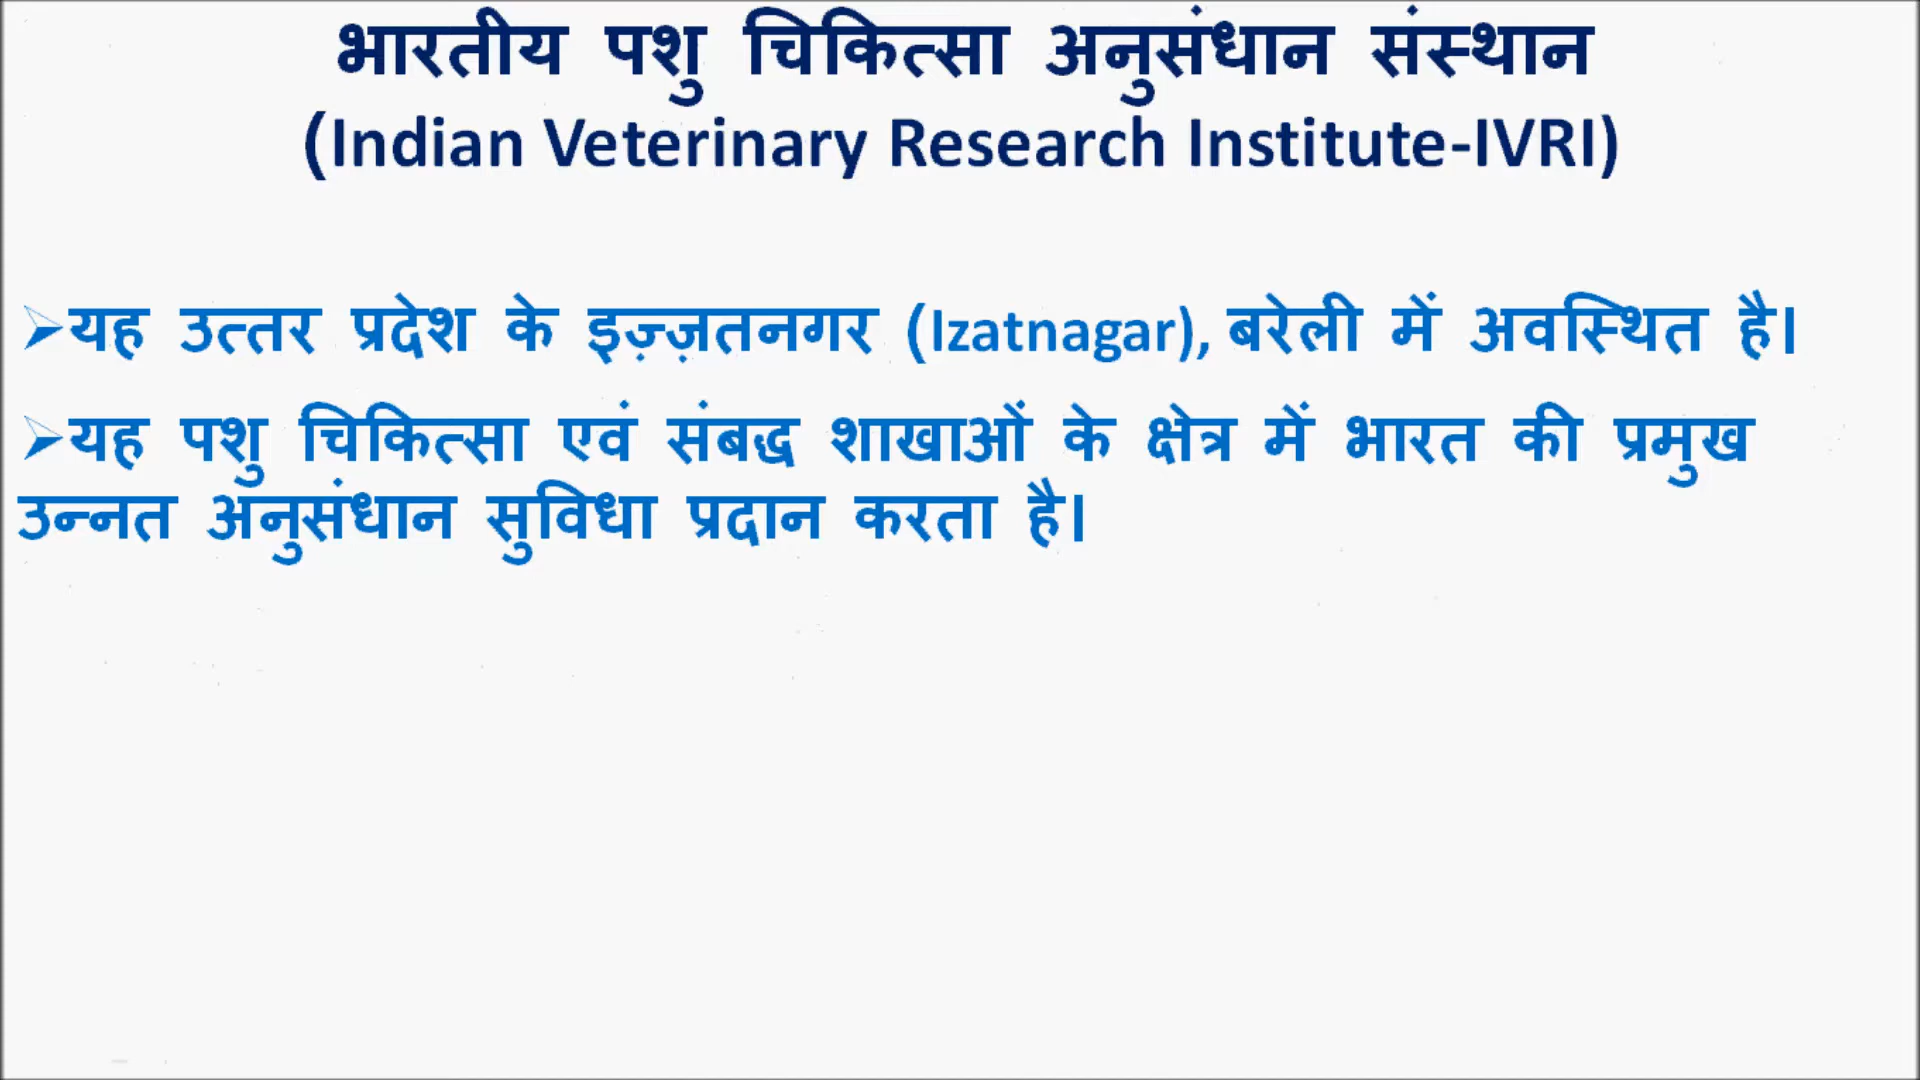 भारतीय पशु चिकित्सा अनुसंधान संस्थान
(Indian Veterinary Research Institute-IVRI)
➢यह उत्तर प्रदेश के इज़्ज़तनगर (Izatnagar), बरेली में अवस्थित है।
➢यह पशु चिकित्सा एवं संबद्ध शाखाओं के क्षेत्र में भारत की प्रमुख
उन्नत अनुसंधान सुविधा प्रदान करता है।